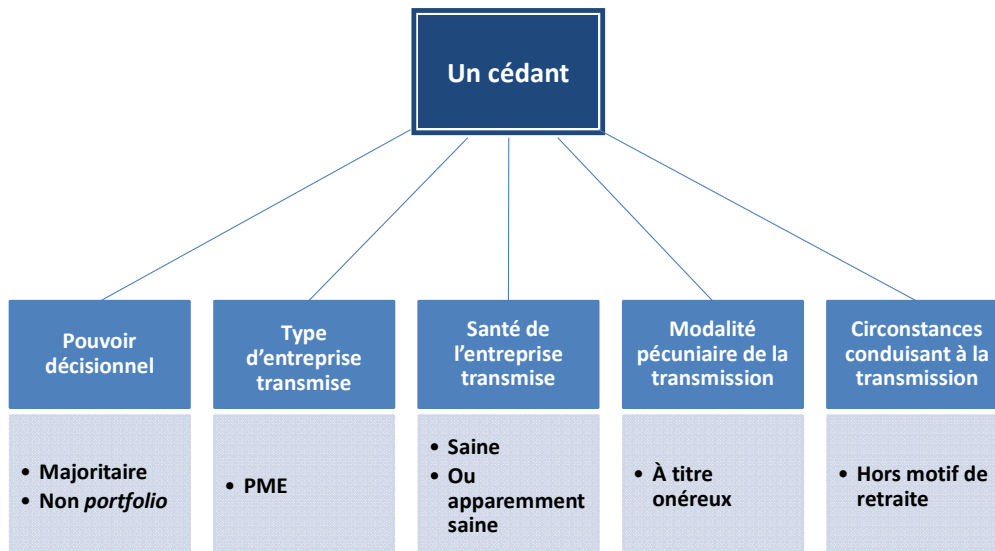 Un cédant
Pouvoir
décisionnel
Type
d'entreprise
transmise
Santé de
l'entreprise
transmise
Modalité
pécuniaire de la
transmission
Circonstances
conduisant à la
transmission
• Majoritaire
• Non portfolio
• PME
• Saine
• Ou
apparemment
saine
• À titre
onéreux
• Hors motif de
retraite